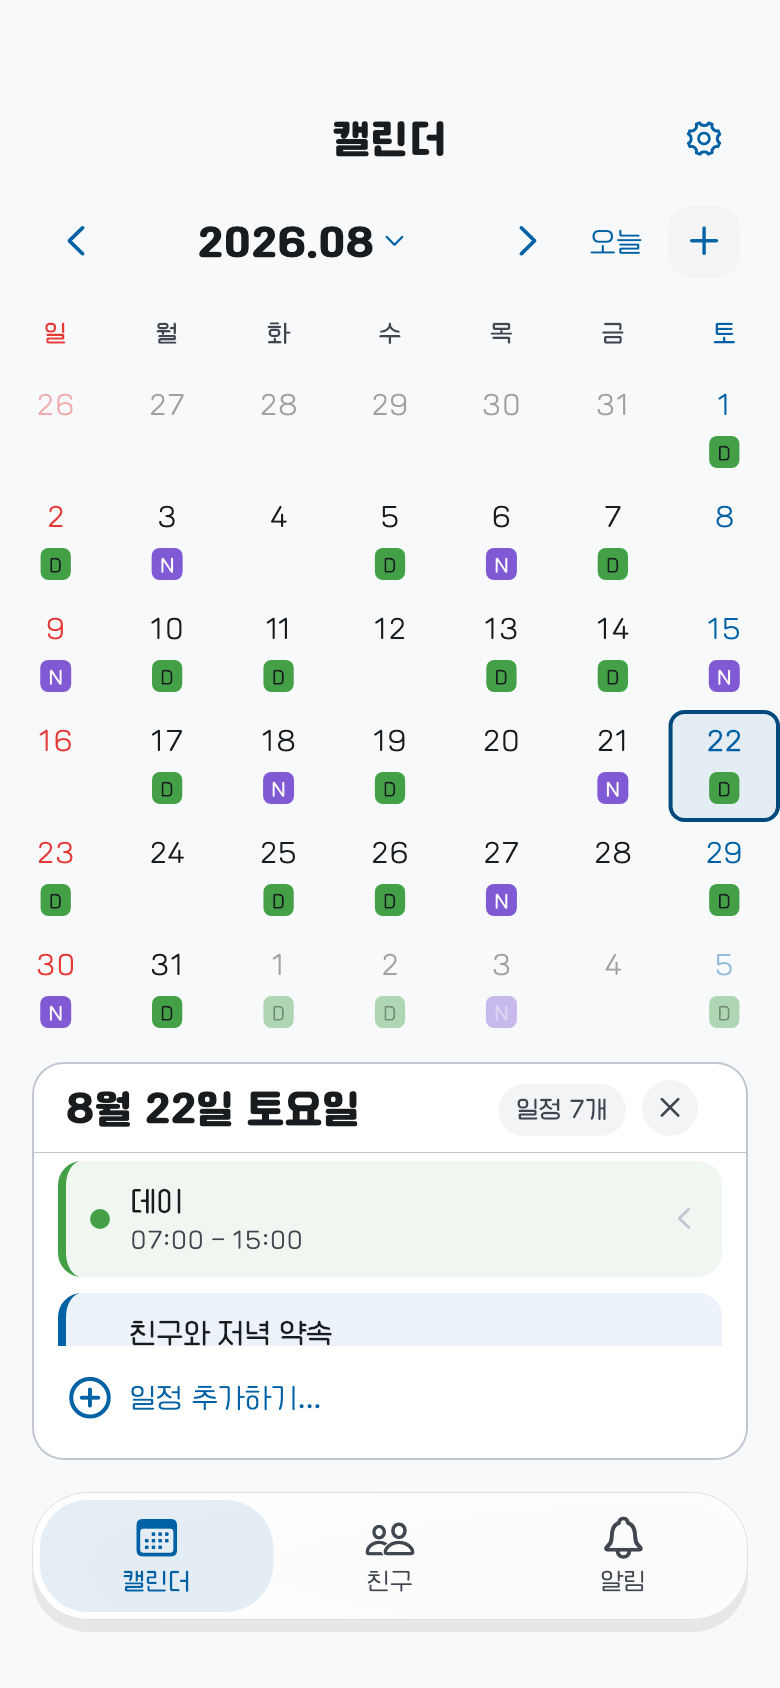 캘린더
2026.08 오늘
일 월 화 수 목 금 토
26 27 28 29 30 31 1
D
2 3 4 5 6 7 8
D N D N D
9 10 11 12 13 14 15
N D D D D N
16 17 18 19 20 21 22
D N D N D
23 24 25 26 27 28 29
D D D N D
30 31 1 2 3 4 5
N D D D N D
8월 22일 토요일 일정 7개
데이
07:00 – 15:00
친구와 저녁 약속
일정 추가하기...
캘린더 친구 알림